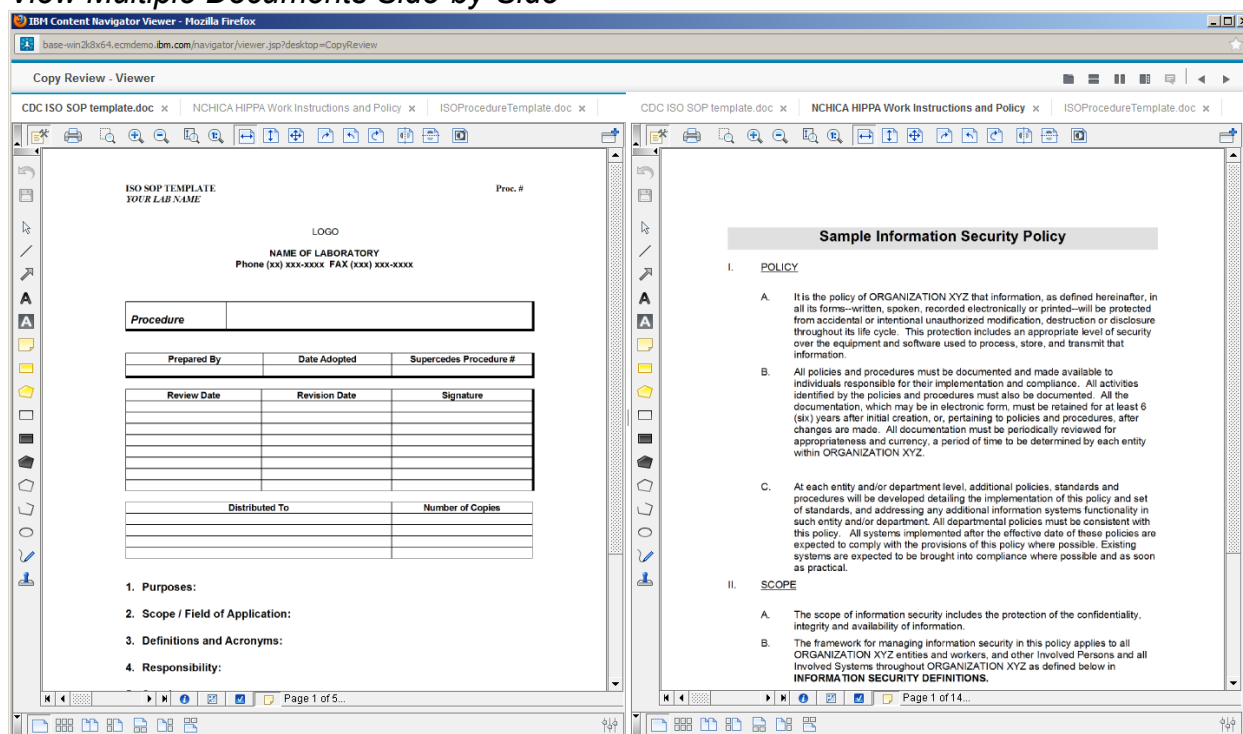 View Multiple Documents Side-by-Side
IBM Content Navigator Viewer - Mozilla Firefox
base-win2k8x64.ecmdemo.ibm.com/navigator/viewer.jsp?desktop=CopyReview
Copy Review - Viewer
CDC ISO SOP template.doc x NCHICA HIPPA Work Instructions and Policy x ISOProcedureTemplate.doc x
ISO SOP TEMPLATE Proc. #
YOUR LAB NAME
LOGO
NAME OF LABORATORY
Phone (xx) xxx-xxxx FAX (xxx) xxx-xxxx
Procedure
Prepared By Date Adopted Supercedes Procedure #
Review Date Revision Date Signature
Distributed To Number of Copies
1. Purposes:
2. Scope / Field of Application:
3. Definitions and Acronyms:
4. Responsibility:
Page 1 of 5...
CDC ISO SOP template.doc x NCHICA HIPPA Work Instructions and Policy x ISOProcedureTemplate.doc x
Sample Information Security Policy
I. POLICY
A. It is the policy of ORGANIZATION XYZ that information, as defined hereinafter, in
all its forms--written, spoken, recorded electronically or printed--will be protected
from accidental or intentional unauthorized modification, destruction or disclosure
throughout its life cycle. This protection includes an appropriate level of security
over the equipment and software used to process, store, and transmit that
information.
B. All policies and procedures must be documented and made available to
individuals responsible for their implementation and compliance. All activities
identified by the policies and procedures must also be documented. All the
documentation, which may be in electronic form, must be retained for at least 6
(six) years after initial creation, or, pertaining to policies and procedures, after
changes are made. All documentation must be periodically reviewed for
appropriateness and currency, a period of time to be determined by each entity
within ORGANIZATION XYZ.
C. At each entity and/or department level, additional policies, standards and
procedures will be developed detailing the implementation of this policy and set
of standards, and addressing any additional information systems functionality in
such entity and/or department. All departmental policies must be consistent with
this policy. All systems implemented after the effective date of these policies are
expected to comply with the provisions of this policy where possible. Existing
systems are expected to be brought into compliance where possible and as soon
as practical.
II. SCOPE
A. The scope of information security includes the protection of the confidentiality,
integrity and availability of information.
B. The framework for managing information security in this policy applies to all
ORGANIZATION XYZ entities and workers, and other Involved Persons and all
Involved Systems throughout ORGANIZATION XYZ as defined below in
INFORMATION SECURITY DEFINITIONS.
Page 1 of 14...